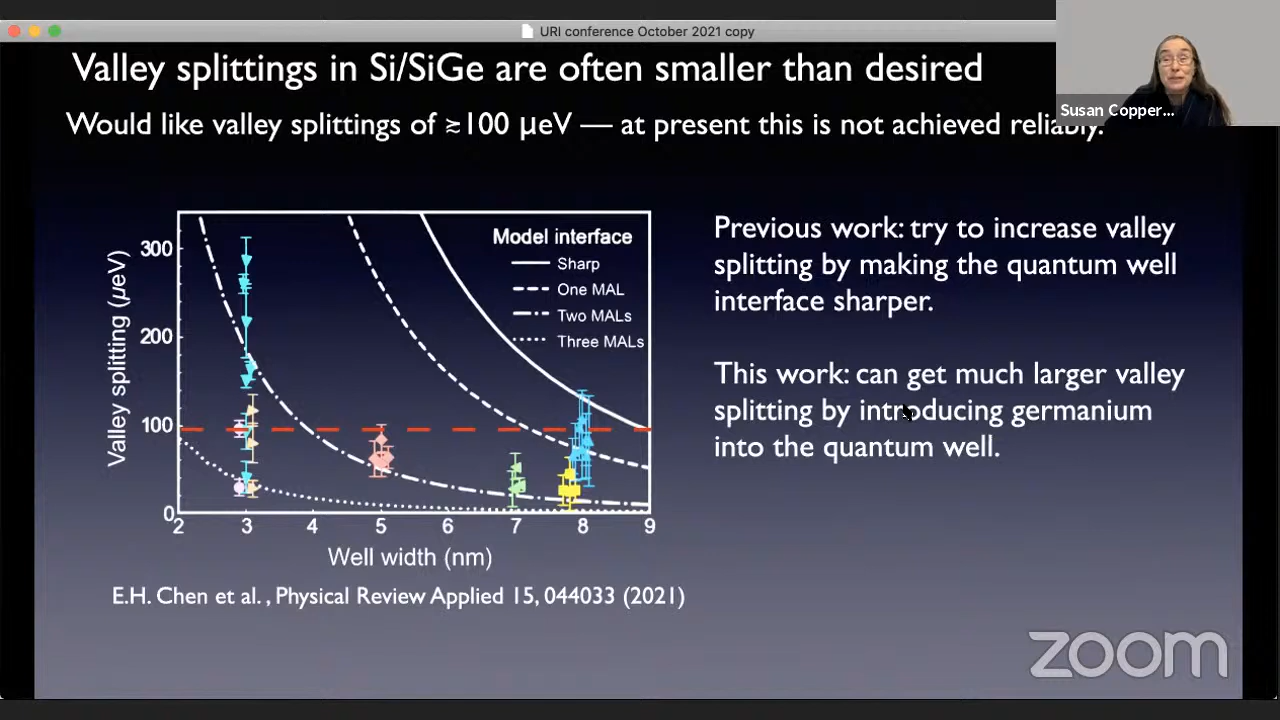 URI conference October 2021 copy
Valley splittings in Si/SiGe are often smaller than desired
Susan Copper...
Would like valley splittings of ≳100 μeV — at present this is not achieved reliably.
Valley splitting (μeV)
300
200
100
0
2 3 4 5 6 7 8 9
Well width (nm)
Model interface
Sharp
One MAL
Two MALs
Three MALs
E.H. Chen et al., Physical Review Applied 15, 044033 (2021)
Previous work: try to increase valley
splitting by making the quantum well
interface sharper.
This work: can get much larger valley
splitting by introducing germanium
into the quantum well.
zoom